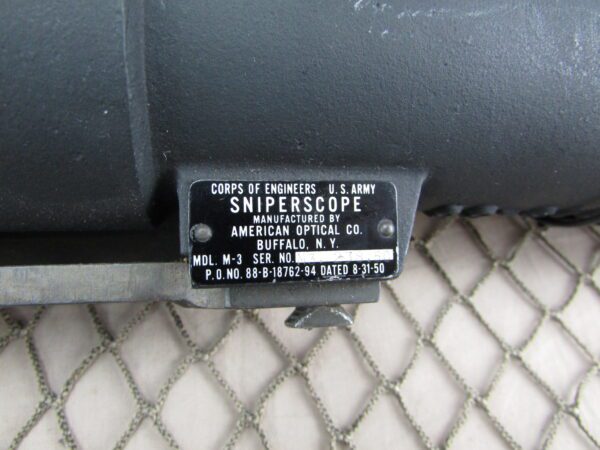 CORPS OF ENGINEERS U.S. ARMY
SNIPERSCOPE
MANUFACTURED BY
AMERICAN OPTICAL CO.
BUFFALO, N.Y.
MDL. M-3 SER. NO.
P.O. NO. 88-B-18762-94 DATED 8-31-50